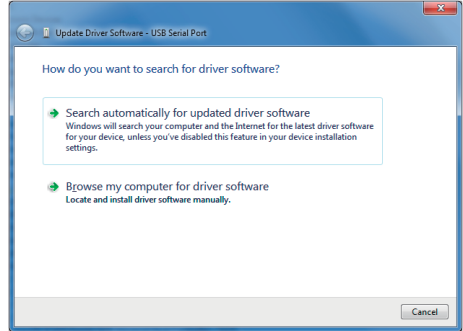 Update Driver Software - USB Serial Port
How do you want to search for driver software?
Search automatically for updated driver software
Windows will search your computer and the Internet for the latest driver software
for your device, unless you've disabled this feature in your device installation
settings.
Browse my computer for driver software
Locate and install driver software manually.
Cancel